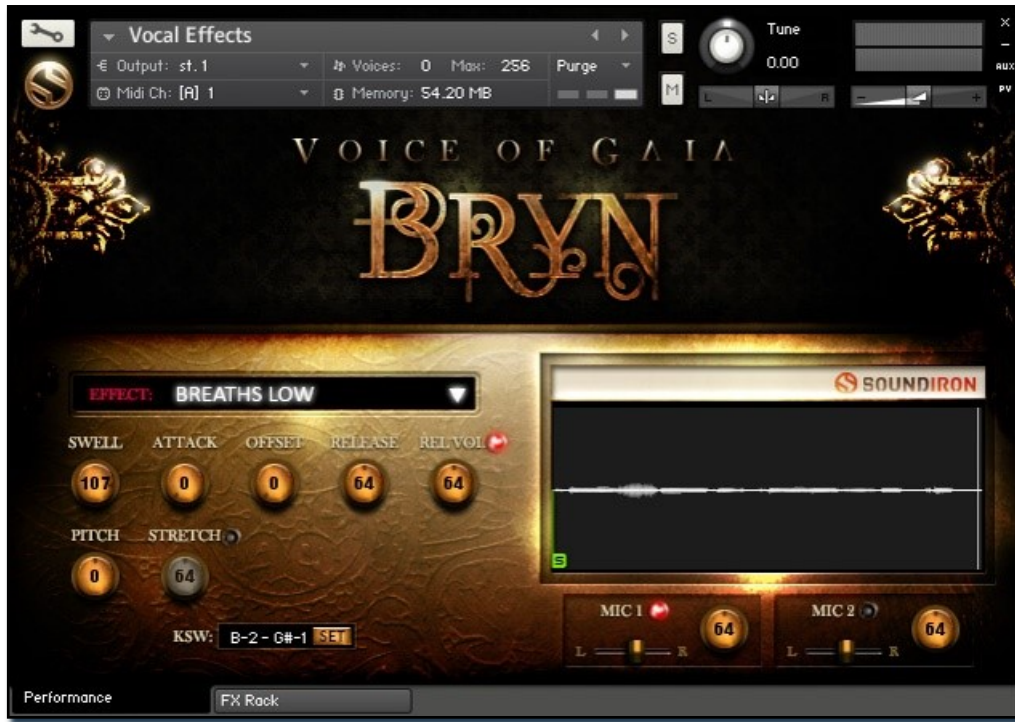 Vocal Effects
Output: st.1 Voices: 0 Max: 256 Purge
Midi Ch: [A] 1 Memory: 54.20 MB
S
M
Tune
0.00
L R
- +
×
–
AUX
PV
VOICE OF GAIA
BRYN
EFFECT: BREATHS LOW
SWELL ATTACK OFFSET RELEASE REL VOL
107 0 0 64 64
PITCH STRETCH
0 64
KSW: B-2 - G#-1 SET
SOUNDIRON
S
MIC 1 64
L R
MIC 2 64
L R
Performance FX Rack